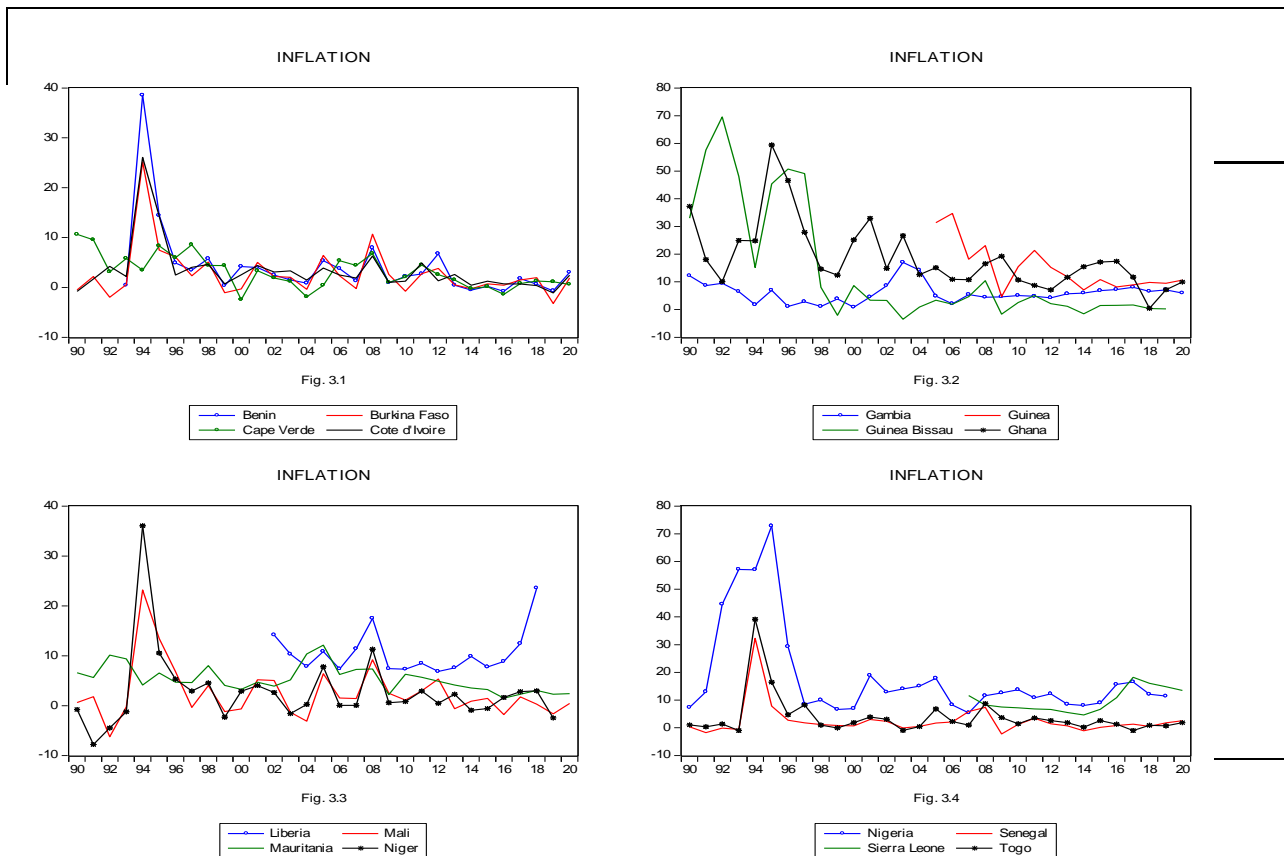 INFLATION
40
30
20
10
0
-10
90 92 94 96 98 00 02 04 06 08 10 12 14 16 18 20
Fig. 3.1
Benin Burkina Faso
Cape Verde Cote d'Ivoire
INFLATION
80
70
60
50
40
30
20
10
0
-10
90 92 94 96 98 00 02 04 06 08 10 12 14 16 18 20
Fig. 3.2
Gambia Guinea
Guinea Bissau Ghana
INFLATION
40
30
20
10
0
-10
90 92 94 96 98 00 02 04 06 08 10 12 14 16 18 20
Fig. 3.3
Liberia Mali
Mauritania Niger
INFLATION
80
70
60
50
40
30
20
10
0
-10
90 92 94 96 98 00 02 04 06 08 10 12 14 16 18 20
Fig. 3.4
Nigeria Senegal
Sierra Leone Togo